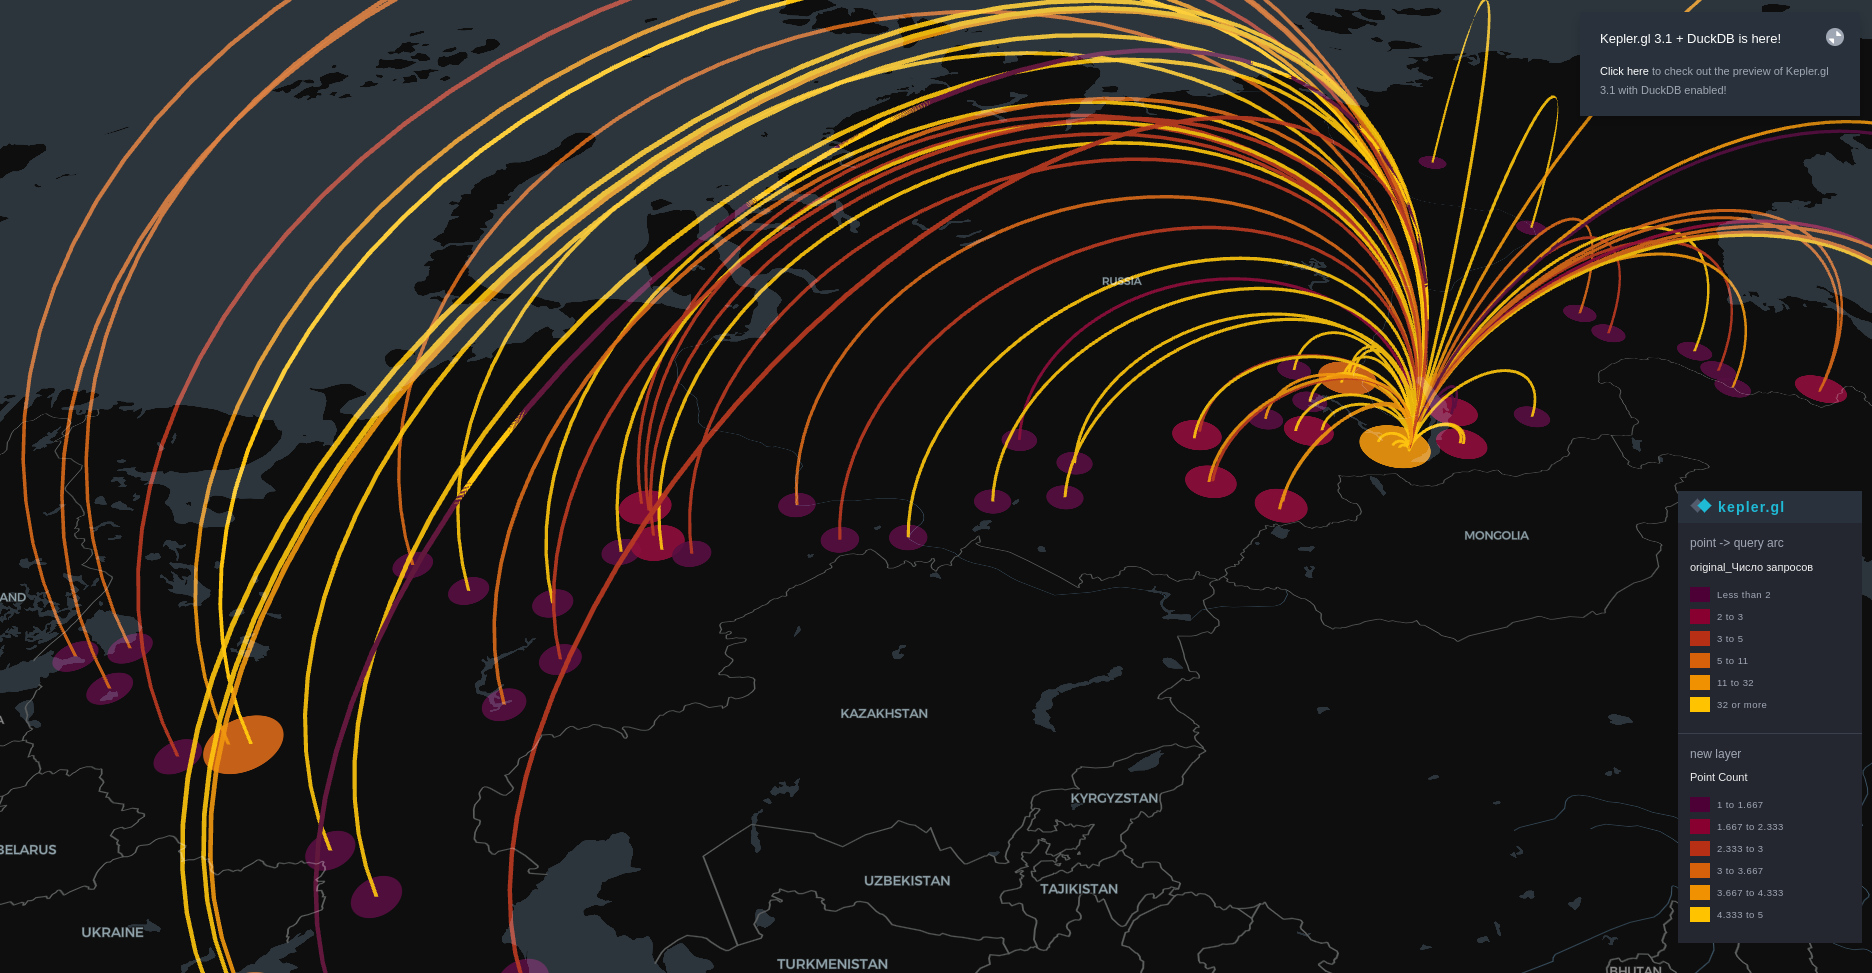 Kepler.gl 3.1 + DuckDB is here!
Click here to check out the preview of Kepler.gl
3.1 with DuckDB enabled!
RUSSIA
MONGOLIA
AND
KAZAKHSTAN
KYRGYZSTAN
BELARUS
UZBEKISTAN
TAJIKISTAN
UKRAINE
TURKMENISTAN
BHUTAN
kepler.gl
point -> query arc
original_Число запросов
Less than 2
2 to 3
3 to 5
5 to 11
11 to 32
32 or more
new layer
Point Count
1 to 1.667
1.667 to 2.333
2.333 to 3
3 to 3.667
3.667 to 4.333
4.333 to 5